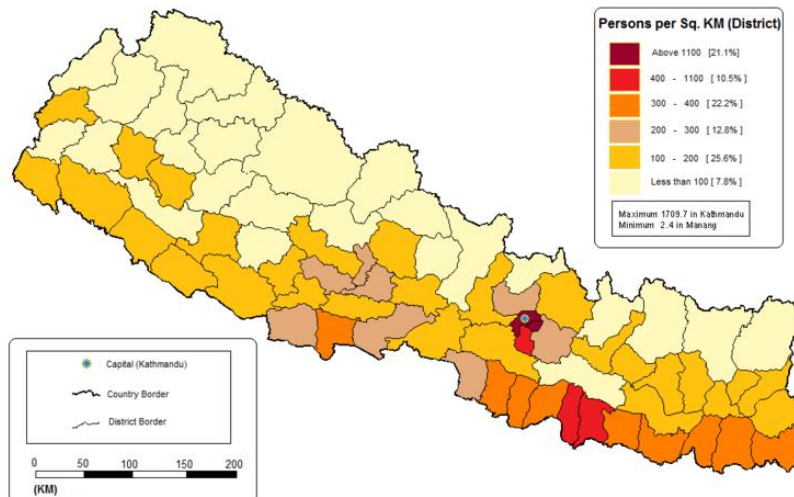 Persons per Sq. KM (District)
Above 1100 [21.1%]
400 - 1100 [ 10.5% ]
300 - 400 [ 22.2% ]
200 - 300 [ 12.8% ]
100 - 200 [ 25.6% ]
Less than 100 [ 7.8% ]
Maximum 1709.7 in Kathmandu
Minimum 2.4 in Manang
Capital (Kathmandu)
Country Border
District Border
0 50 100 150 200
(KM)